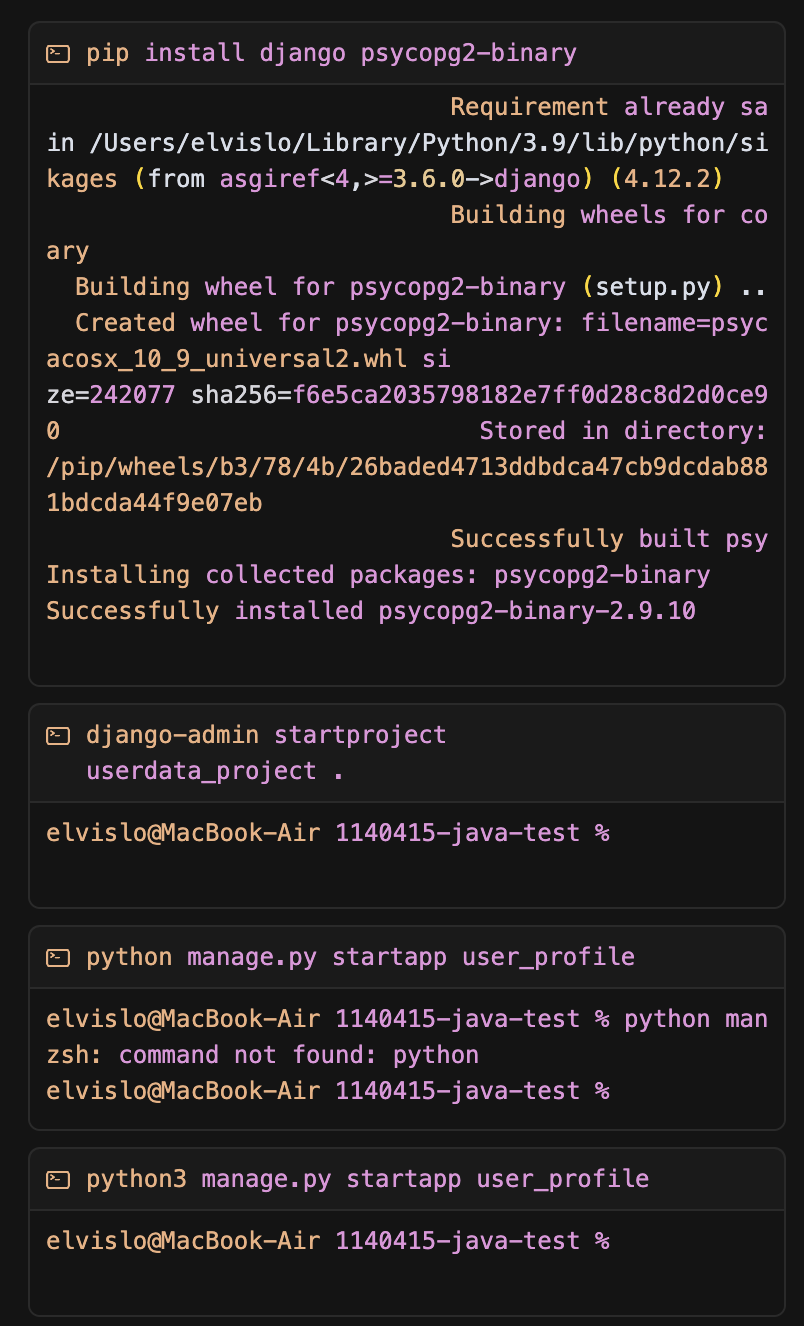 pip install django psycopg2-binary
Requirement already sa
in /Users/elvislo/Library/Python/3.9/lib/python/si
kages (from asgiref<4,>=3.6.0->django) (4.12.2)
Building wheels for co
ary
Building wheel for psycopg2-binary (setup.py) ..
Created wheel for psycopg2-binary: filename=psyc
acosx_10_9_universal2.whl si
ze=242077 sha256=f6e5ca2035798182e7ff0d28c8d2d0ce9
0 Stored in directory:
/pip/wheels/b3/78/4b/26baded4713ddbdca47cb9dcdab88
1bdcda44f9e07eb
Successfully built psy
Installing collected packages: psycopg2-binary
Successfully installed psycopg2-binary-2.9.10
django-admin startproject
userdata_project .
elvislo@MacBook-Air 1140415-java-test %
python manage.py startapp user_profile
elvislo@MacBook-Air 1140415-java-test % python man
zsh: command not found: python
elvislo@MacBook-Air 1140415-java-test %
python3 manage.py startapp user_profile
elvislo@MacBook-Air 1140415-java-test %